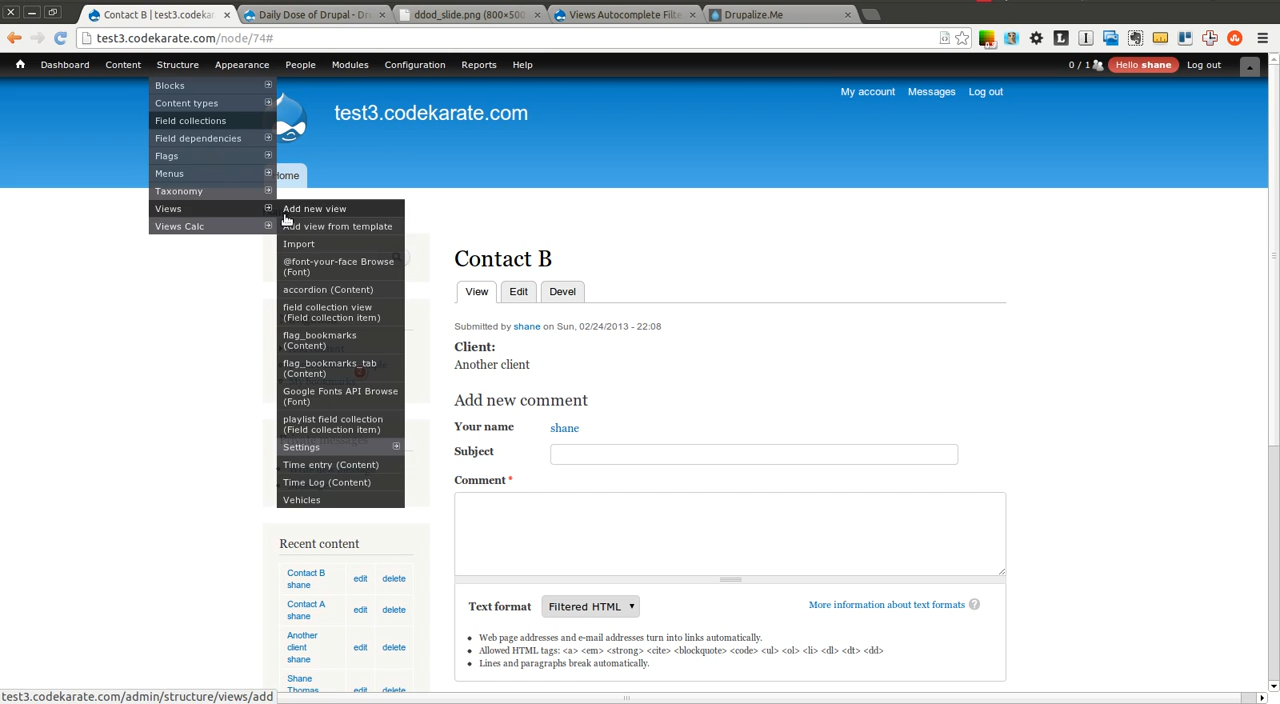 Contact B | test3.codekar
Daily Dose of Drupal - Dr
ddod_slide.png (800×500
Views Autocomplete Filte
Drupalize.Me
test3.codekarate.com/node/74#
Dashboard Content Structure Appearance People Modules Configuration Reports Help
0 / 1 Hello shane Log out
My account Messages Log out
test3.codekarate.com
ome
Blocks
Content types
Field collections
Field dependencies
Flags
Menus
Taxonomy
Views
Views Calc
Add new view
Add view from template
Import
@font-your-face Browse
(Font)
accordion (Content)
field collection view
(Field collection item)
flag_bookmarks
(Content)
flag_bookmarks_tab
(Content)
Google Fonts API Browse
(Font)
playlist field collection
(Field collection item)
Settings
Time entry (Content)
Time Log (Content)
Vehicles
Contact B
View Edit Devel
Submitted by shane on Sun, 02/24/2013 - 22:08
Client:
Another client
Add new comment
Your name shane
Subject
Comment *
Text format Filtered HTML
More information about text formats ?
Web page addresses and e-mail addresses turn into links automatically.
Allowed HTML tags: <a> <em> <strong> <cite> <blockquote> <code> <ul> <ol> <li> <dl> <dt> <dd>
Lines and paragraphs break automatically.
Recent content
Contact B
shane
edit delete
Contact A
shane
edit delete
Another
client
shane
edit delete
Shane
Thomas
edit delete
test3.codekarate.com/admin/structure/views/add